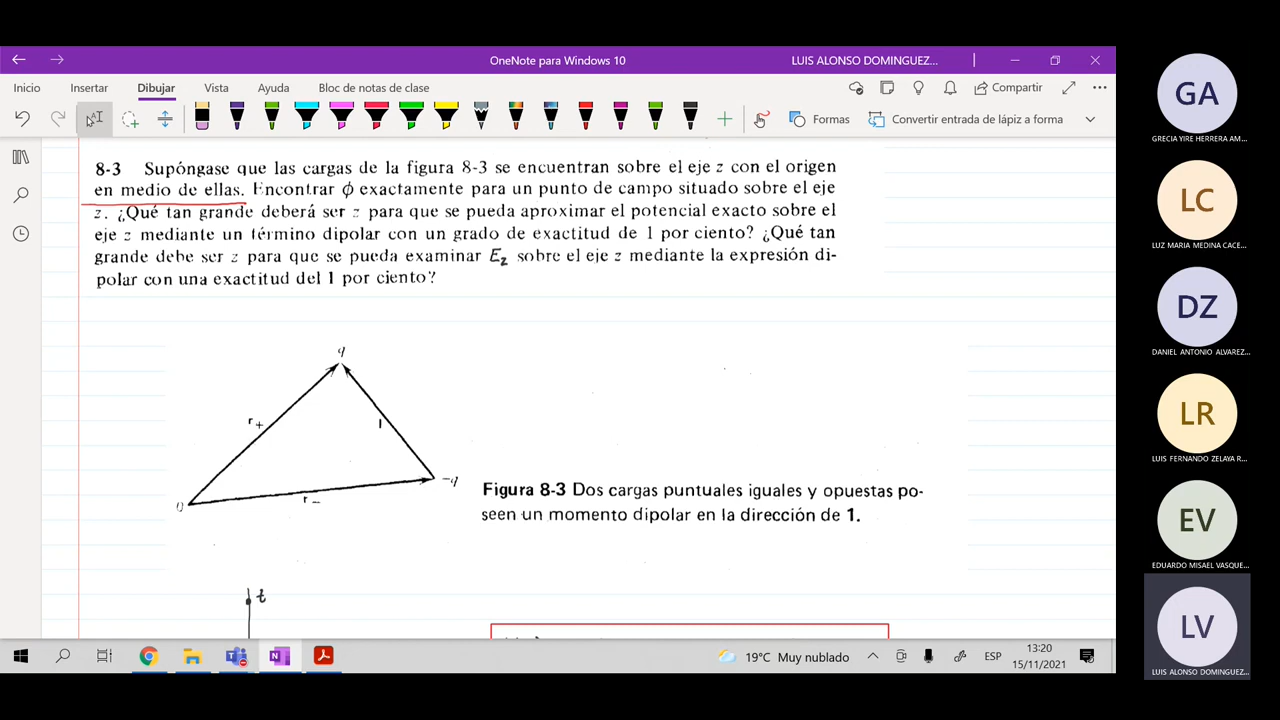 OneNote para Windows 10
LUIS ALONSO DOMINGUEZ...
Inicio Insertar Dibujar Vista Ayuda Bloc de notas de clase
Compartir
Formas
Convertir entrada de lápiz a forma
8-3 Supóngase que las cargas de la figura 8-3 se encuentran sobre el eje z con el origen
en medio de ellas. Encontrar ϕ exactamente para un punto de campo situado sobre el eje
z. ¿Qué tan grande deberá ser z para que se pueda aproximar el potencial exacto sobre el
eje z mediante un término dipolar con un grado de exactitud de 1 por ciento? ¿Qué tan
grande debe ser z para que se pueda examinar E_z sobre el eje z mediante la expresión di-
polar con una exactitud del 1 por ciento?
q
r+
l
-q
0
r−
Figura 8-3 Dos cargas puntuales iguales y opuestas po-
seen un momento dipolar en la dirección de l.
t
19°C Muy nublado
ESP
13:20
15/11/2021
GA
GRECIA YIRE HERRERA AM...
LC
LUZ MARIA MEDINA CACE...
DZ
DANIEL ANTONIO ALVAREZ...
LR
LUIS FERNANDO ZELAYA R...
EV
EDUARDO MISAEL VASQUE...
LV
LUIS ALONSO DOMINGUEZ...